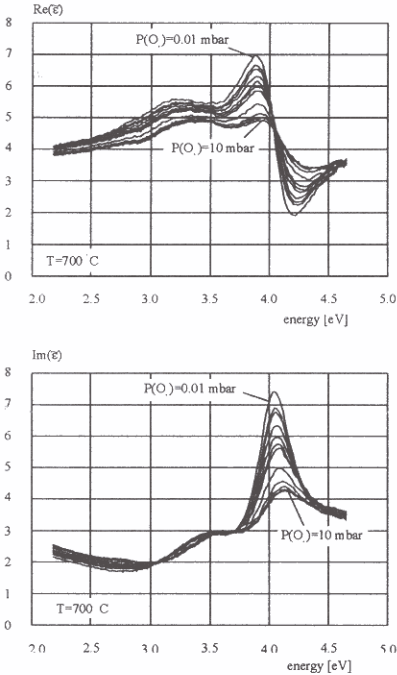 Re(ε̃)
8
7
P(O₂)=0.01 mbar
6
5
4
P(O₂)=10 mbar
3
2
1
T=700 °C
0
2.0 2.5 3.0 3.5 4.0 4.5 5.0
energy [eV]
Im(ε̃)
8
P(O₂)=0.01 mbar
7
6
5
4
P(O₂)=10 mbar
3
2
1
T=700 C
0
2.0 2.5 3.0 3.5 4.0 4.5 5.0
energy [eV]